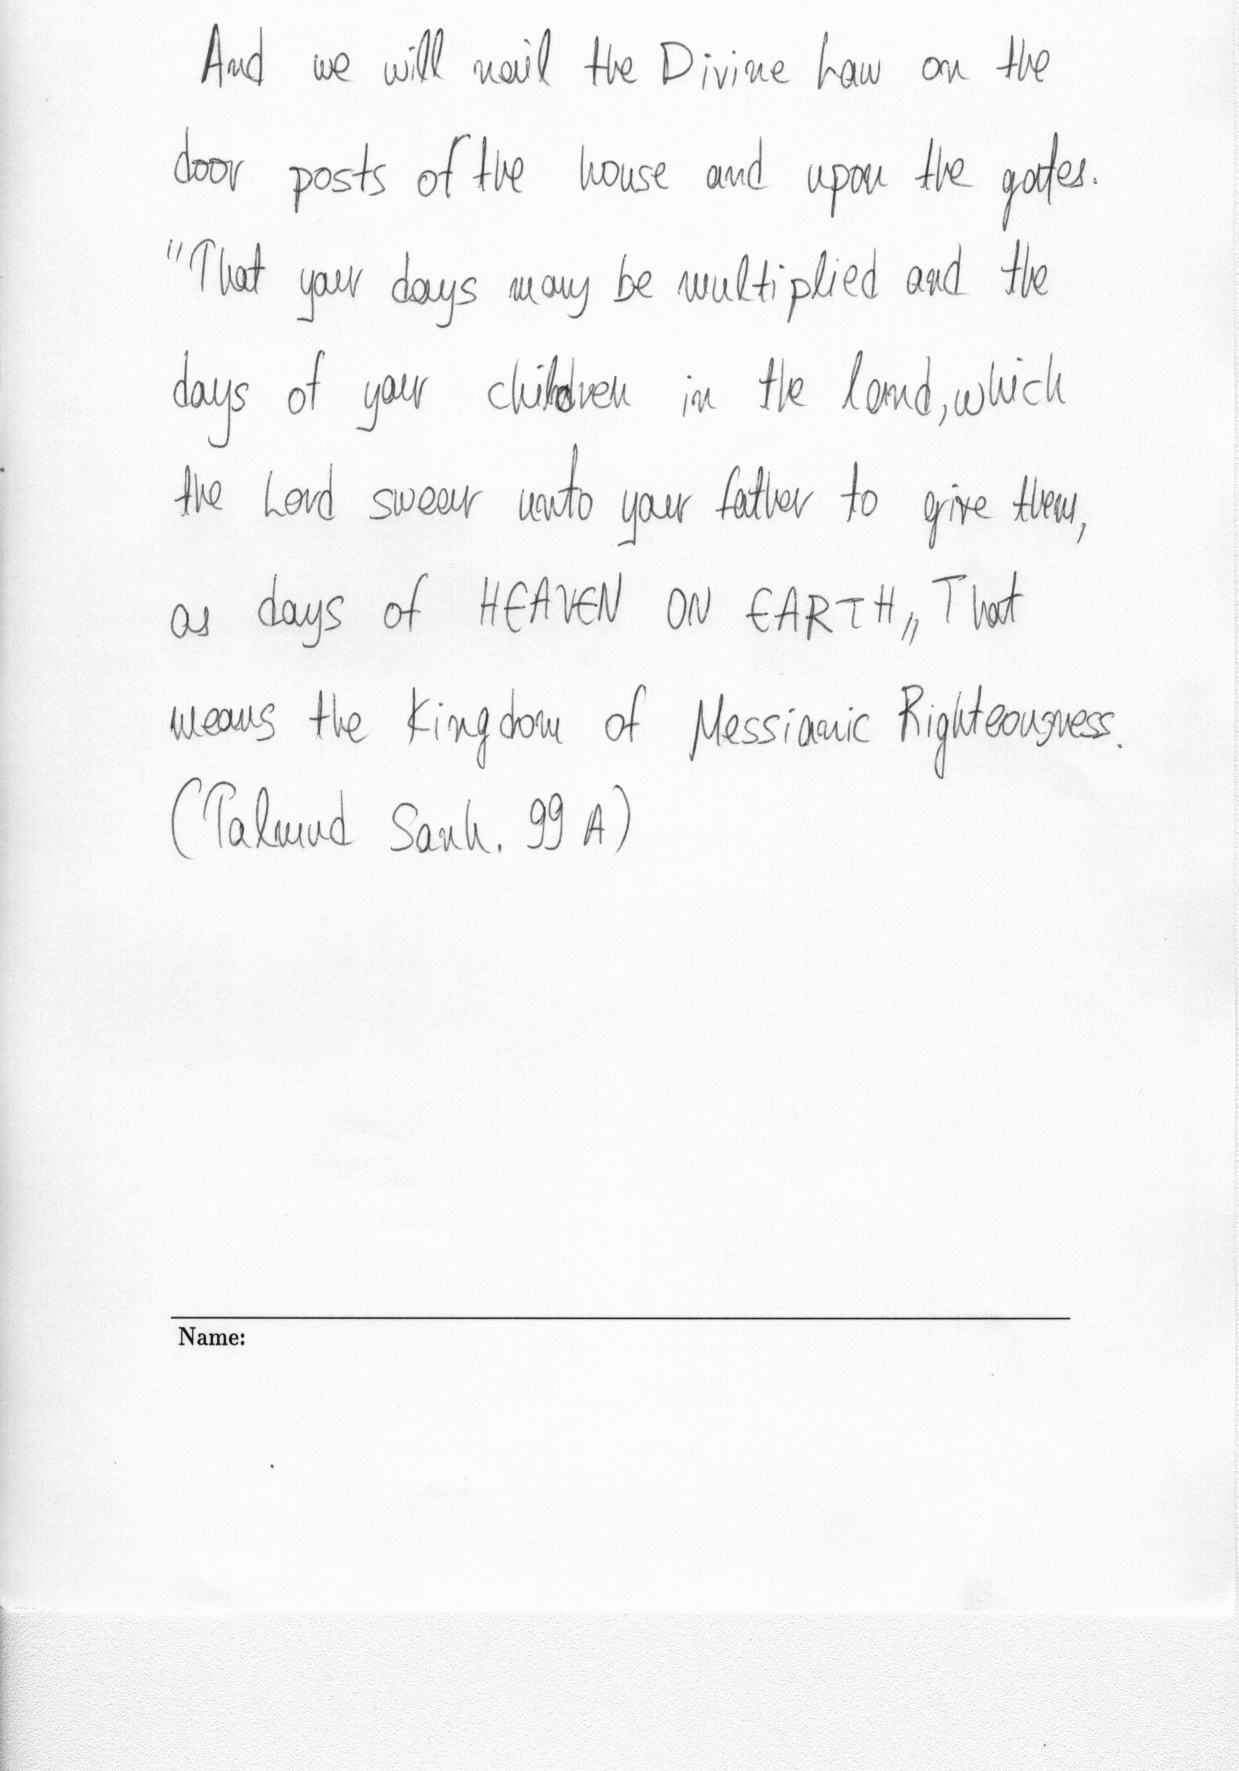 And we will nail the Divine Law on the
door posts of the house and upon the gates.
"That your days may be multiplied and the
days of your children in the land, which
the Lord swear unto your father to give them,
as days of HEAVEN ON EARTH,, That
means the Kingdom of Messianic Righteousness.
(Talmud Sanh. 99 A)
Name: